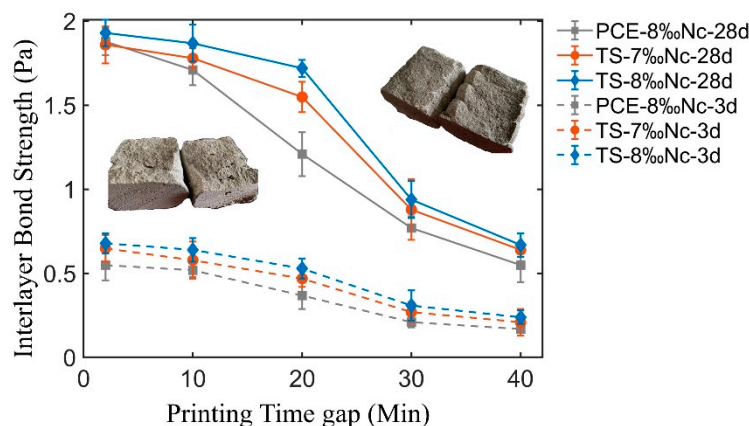 2
1.5
1
0.5
0
0
10
20
30
40
Interlayer Bond Strength (Pa)
Printing Time gap (Min)
PCE-8‰Nc-28d
TS-7‰Nc-28d
TS-8‰Nc-28d
PCE-8‰Nc-3d
TS-7‰Nc-3d
TS-8‰Nc-3d